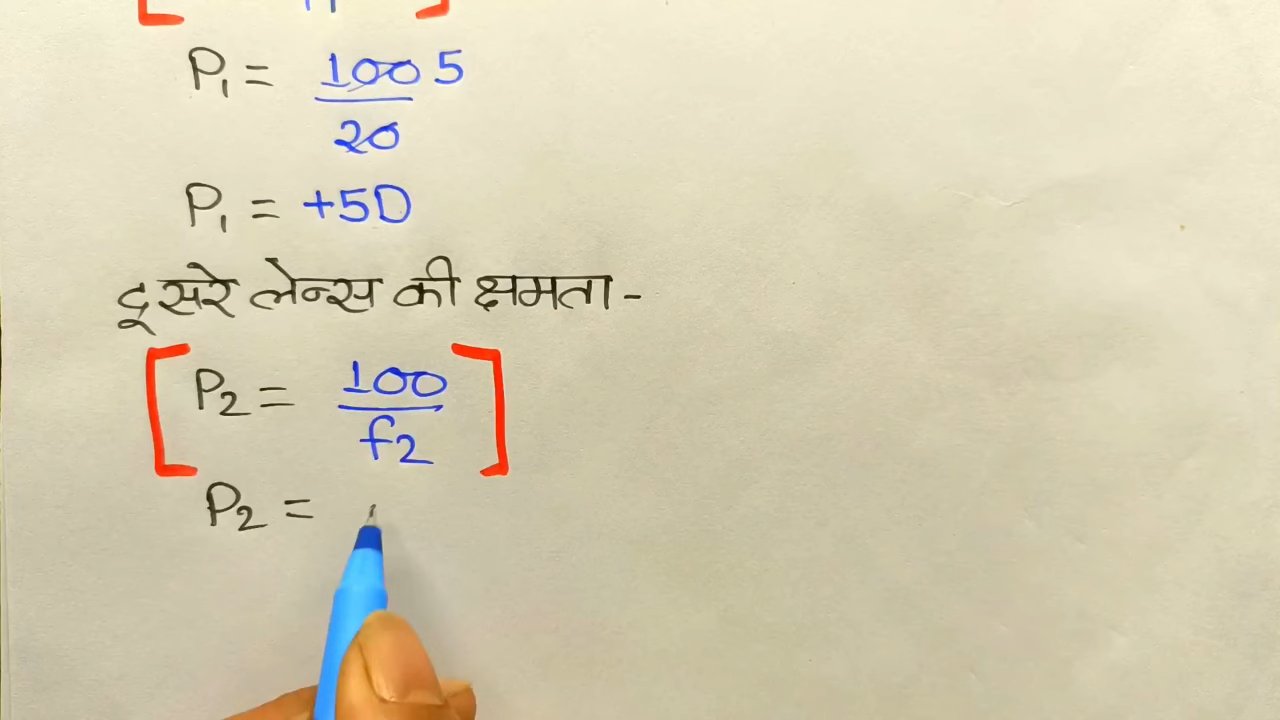 P₁ = 100 5
20
P₁ = +5D
दूसरे लेन्स की क्षमता -
[ P₂ = 100 ]
f₂
P₂ =